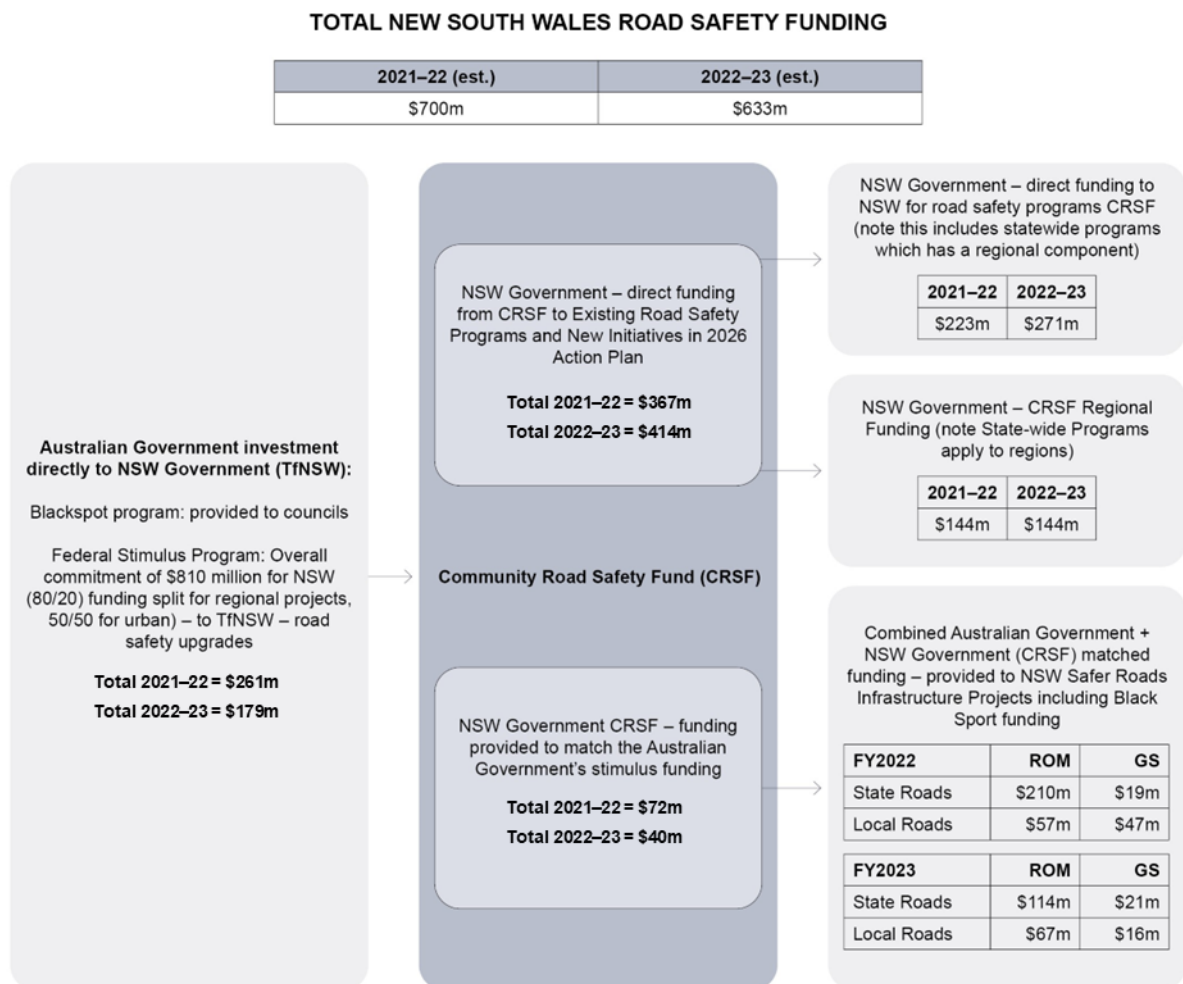 TOTAL NEW SOUTH WALES ROAD SAFETY FUNDING
2021–22 (est.) 2022–23 (est.)
$700m $633m
Australian Government investment
directly to NSW Government (TfNSW):
Blackspot program: provided to councils
Federal Stimulus Program: Overall
commitment of $810 million for NSW
(80/20) funding split for regional projects,
50/50 for urban) – to TfNSW – road
safety upgrades
Total 2021–22 = $261m
Total 2022–23 = $179m
NSW Government – direct funding
from CRSF to Existing Road Safety
Programs and New Initiatives in 2026
Action Plan
Total 2021–22 = $367m
Total 2022–23 = $414m
Community Road Safety Fund (CRSF)
NSW Government CRSF – funding
provided to match the Australian
Government's stimulus funding
Total 2021–22 = $72m
Total 2022–23 = $40m
NSW Government – direct funding to
NSW for road safety programs CRSF
(note this includes statewide programs
which has a regional component)
2021–22 2022–23
$223m $271m
NSW Government – CRSF Regional
Funding (note State-wide Programs
apply to regions)
2021–22 2022–23
$144m $144m
Combined Australian Government +
NSW Government (CRSF) matched
funding – provided to NSW Safer Roads
Infrastructure Projects including Black
Sport funding
FY2022 ROM GS
State Roads $210m $19m
Local Roads $57m $47m
FY2023 ROM GS
State Roads $114m $21m
Local Roads $67m $16m